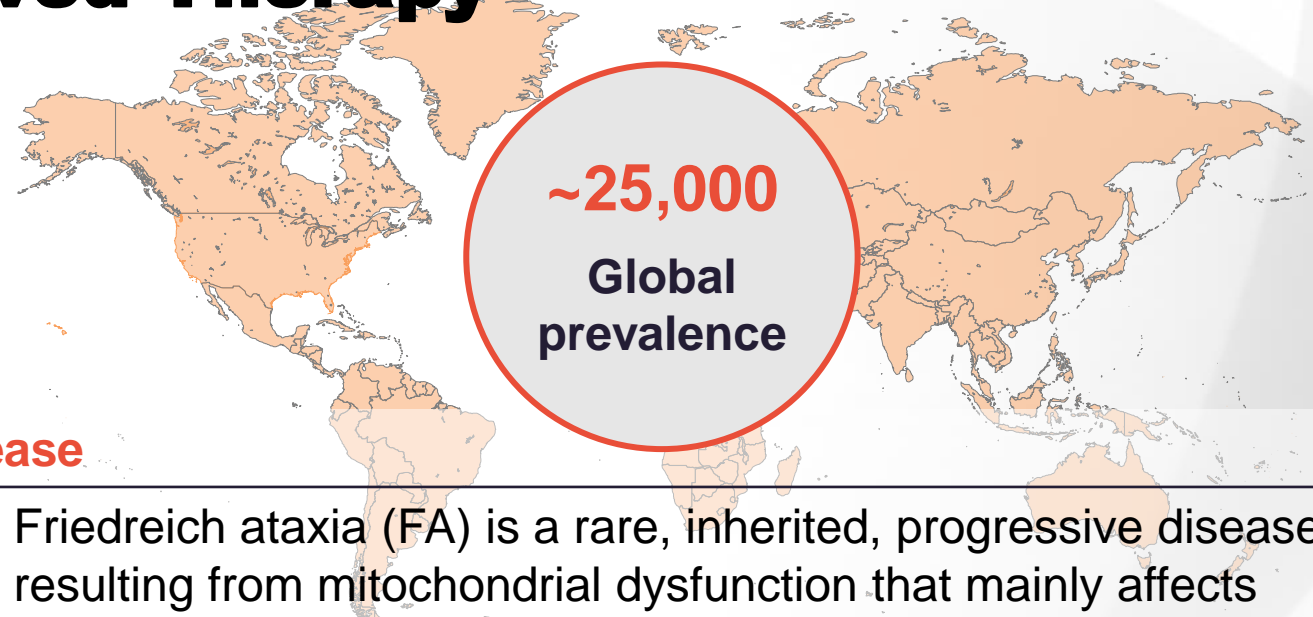 Therapy
~25,000
Global
prevalence
Friedreich ataxia (FA) is a rare, inherited, progressive disease
resulting from mitochondrial dysfunction that mainly affects